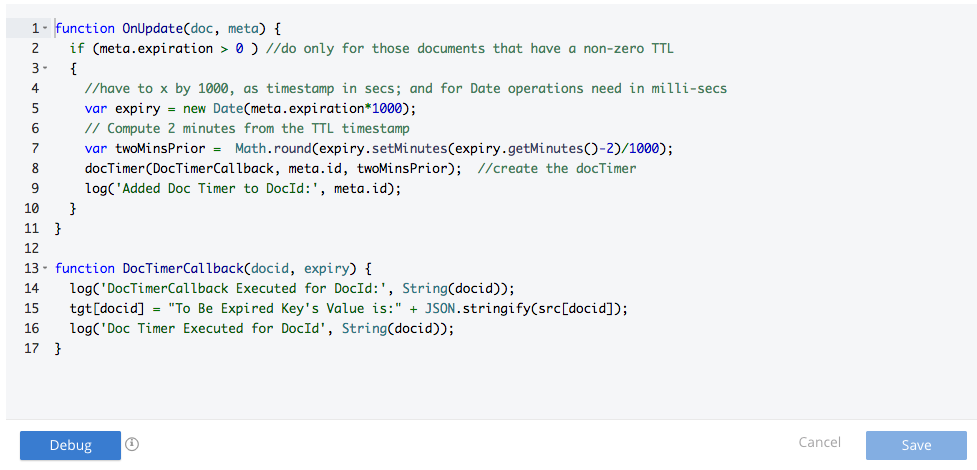 1 function OnUpdate(doc, meta) {
2 if (meta.expiration > 0 ) //do only for those documents that have a non-zero TTL
3 {
4 //have to x by 1000, as timestamp in secs; and for Date operations need in milli-secs
5 var expiry = new Date(meta.expiration*1000);
6 // Compute 2 minutes from the TTL timestamp
7 var twoMinsPrior = Math.round(expiry.setMinutes(expiry.getMinutes()-2)/1000);
8 docTimer(DocTimerCallback, meta.id, twoMinsPrior); //create the docTimer
9 log('Added Doc Timer to DocId:', meta.id);
10 }
11 }
12
13 function DocTimerCallback(docid, expiry) {
14 log('DocTimerCallback Executed for DocId:', String(docid));
15 tgt[docid] = "To Be Expired Key's Value is:" + JSON.stringify(src[docid]);
16 log('Doc Timer Executed for DocId', String(docid));
17 }
Debug
Cancel
Save